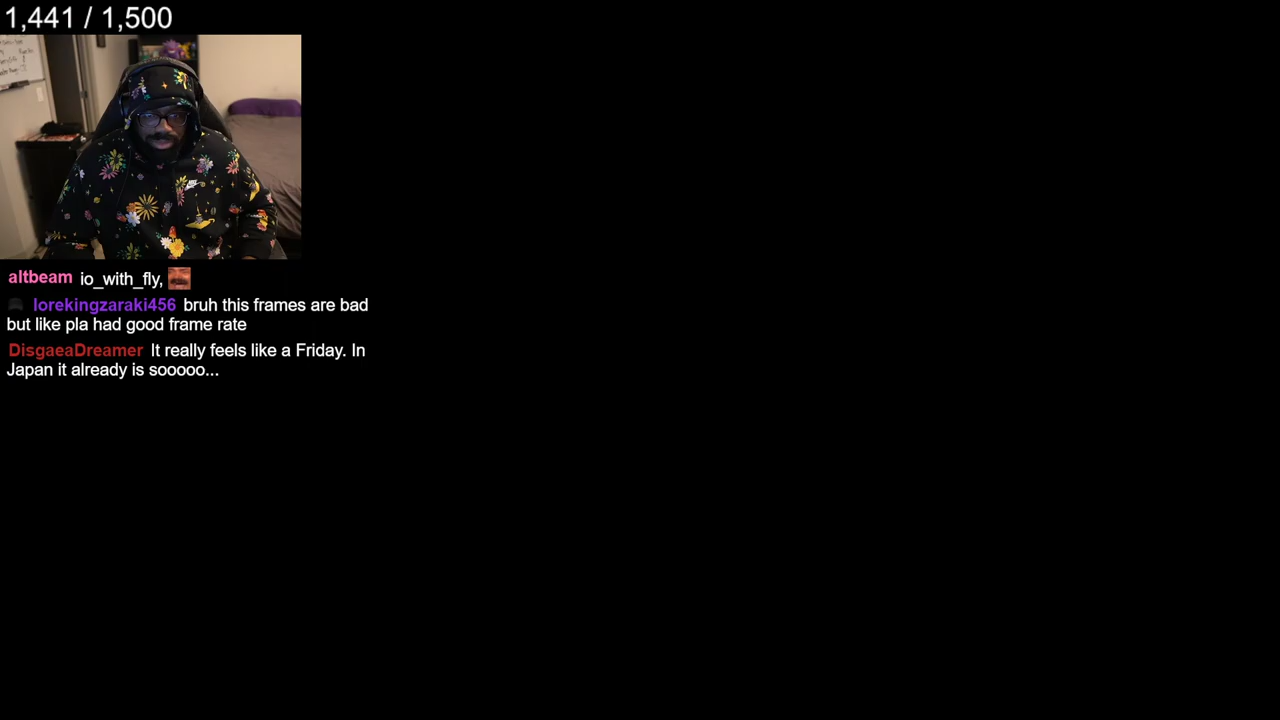 1,441 / 1,500
altbeam io_with_fly,
lorekingzaraki456 bruh this frames are bad
but like pla had good frame rate
DisgaeaDreamer It really feels like a Friday. In
Japan it already is sooooo...